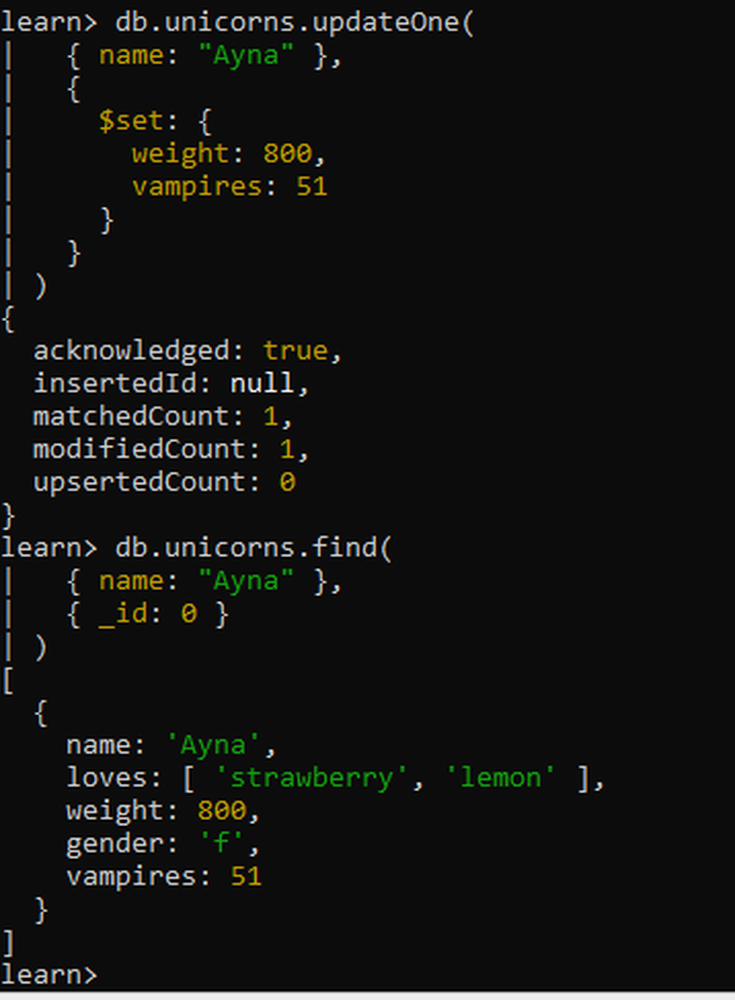 learn> db.unicorns.updateOne(
|   { name: "Ayna" },
|   {
|     $set: {
|       weight: 800,
|       vampires: 51
|     }
|   }
| )
{
  acknowledged: true,
  insertedId: null,
  matchedCount: 1,
  modifiedCount: 1,
  upsertedCount: 0
}
learn> db.unicorns.find(
|   { name: "Ayna" },
|   { _id: 0 }
| )
[
  {
    name: 'Ayna',
    loves: [ 'strawberry', 'lemon' ],
    weight: 800,
    gender: 'f',
    vampires: 51
  }
]
learn>